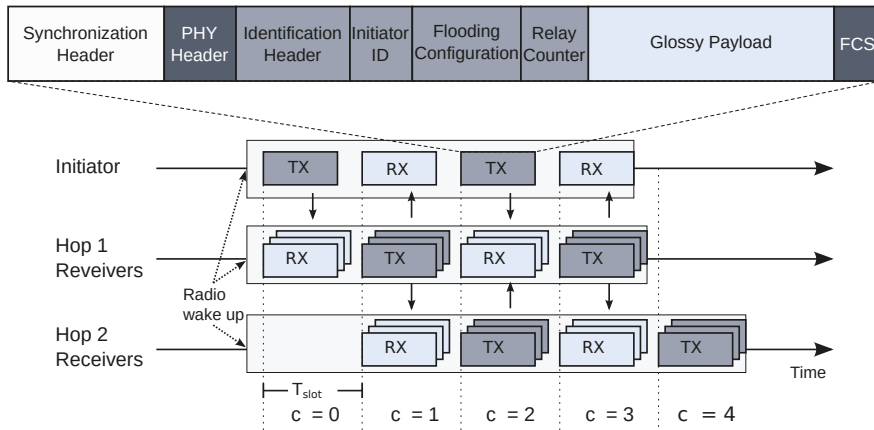 Synchronization Header
PHY Header
Identification Header
Initiator ID
Flooding Configuration
Relay Counter
Glossy Payload
FCS
Initiator
TX
RX
TX
RX
Hop 1 Reveivers
RX
TX
RX
TX
Radio wake up
Hop 2 Receivers
RX
TX
RX
TX
Time
Tslot
c = 0
c = 1
c = 2
c = 3
c = 4